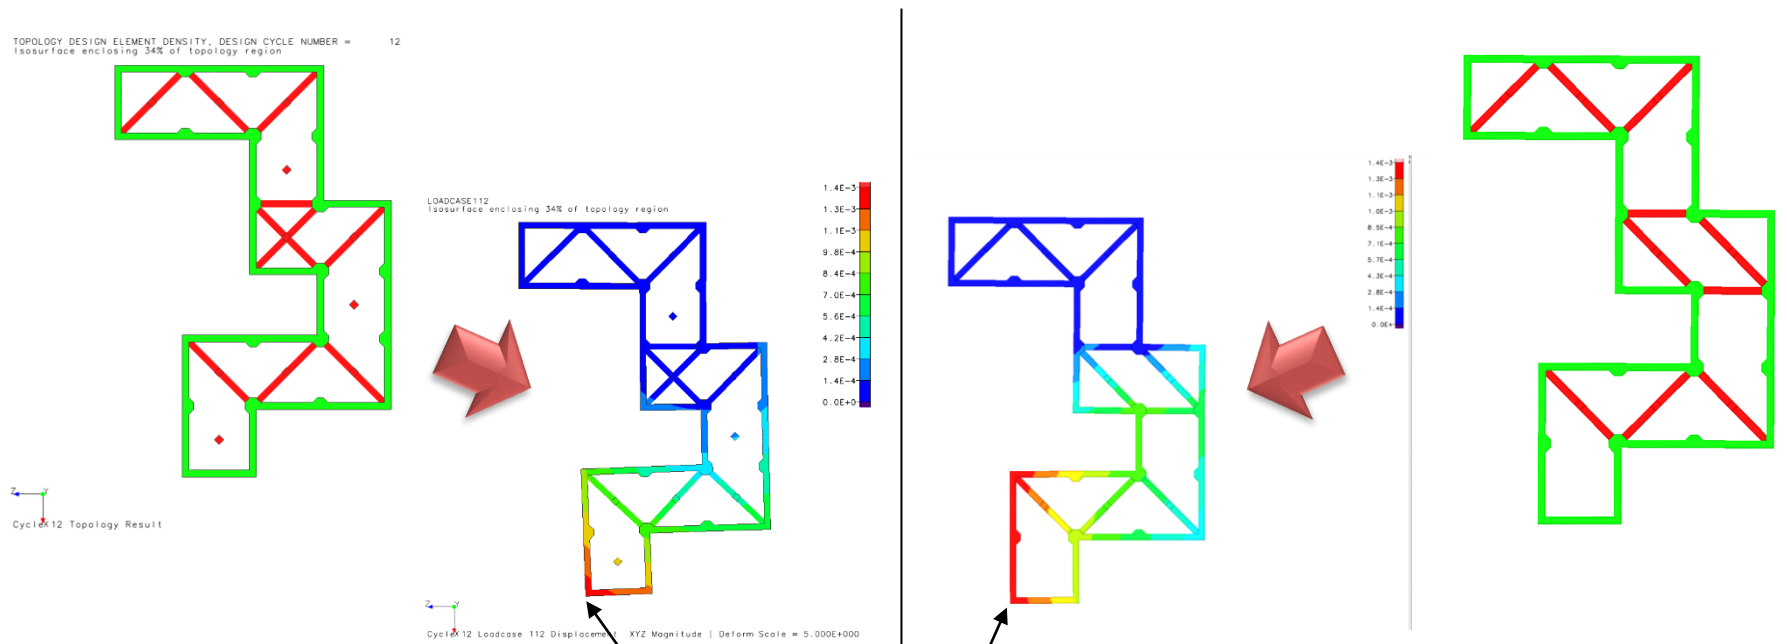 TOPOLOGY DESIGN ELEMENT DENSITY, DESIGN CYCLE NUMBER = 12
Isosurface enclosing 34% of topology region
Z Y
X
Cycle 12 Topology Result
LOADCASE112
Isosurface enclosing 34% of topology region
1.4E-3
1.3E-3
1.1E-3
9.8E-4
8.4E-4
7.0E-4
5.6E-4
4.2E-4
2.8E-4
1.4E-4
0.0E+0
Z Y
X
Cycle 12 Loadcase 112 Displacement XYZ Magnitude | Deform Scale = 5.000E+000
1.4E-3
1.3E-3
1.1E-3
1.0E-3
8.5E-4
7.1E-4
5.7E-4
4.3E-4
2.8E-4
1.4E-4
0.0E+